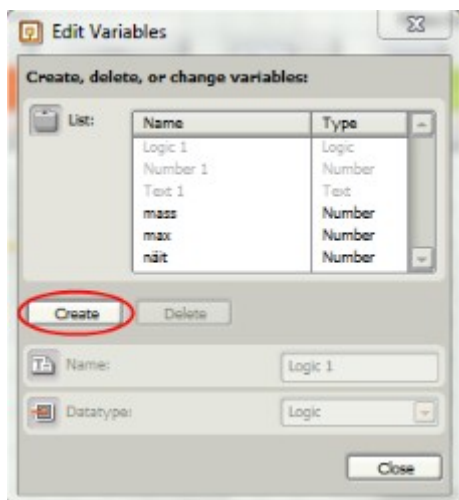 Edit Variables
Create, delete, or change variables:
List:
Name Type
Logic 1 Logic
Number 1 Number
Text 1 Text
mass Number
max Number
näit Number
Create Delete
Name: Logic 1
Datatype: Logic
Close